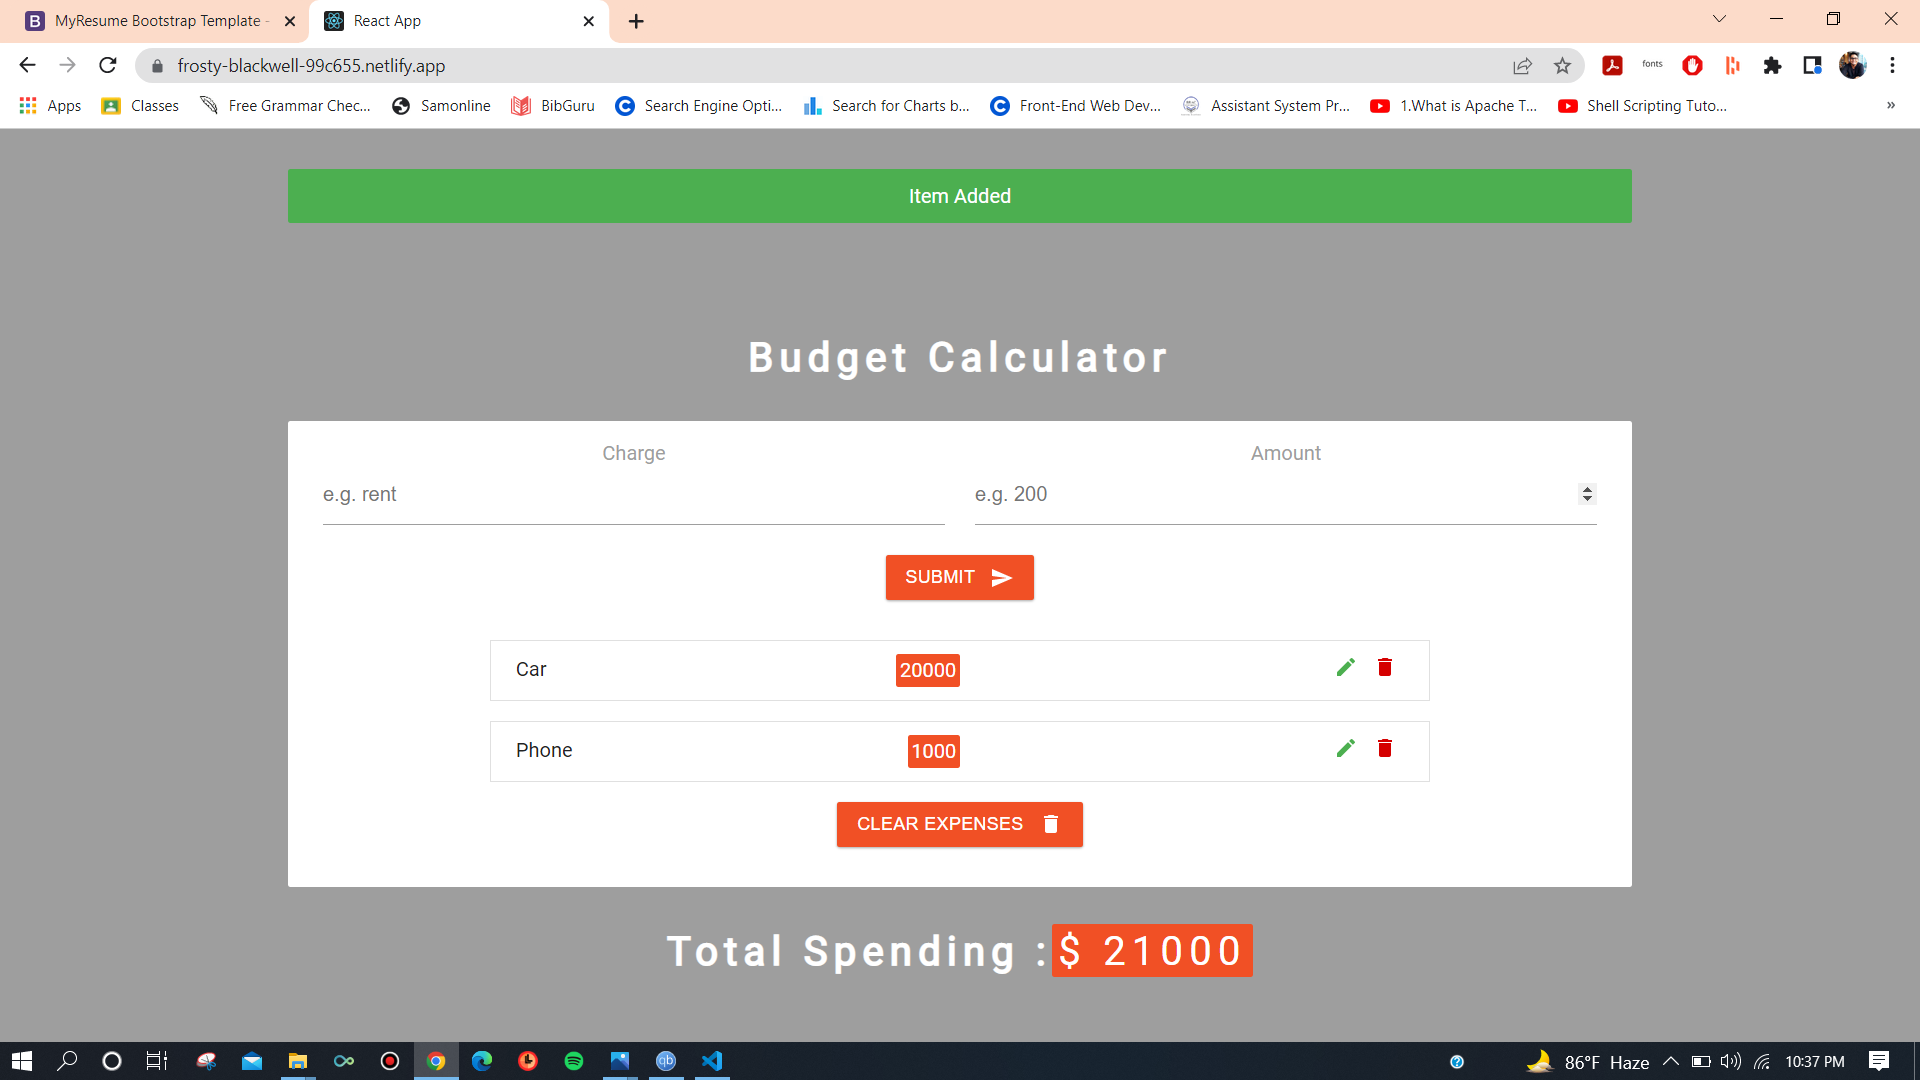 MyResume Bootstrap Template -
React App
frosty-blackwell-99c655.netlify.app
fonts
Apps
Classes
Free Grammar Chec...
Samonline
BibGuru
Search Engine Opti...
Search for Charts b...
Front-End Web Dev...
Assistant System Pr...
1.What is Apache T...
Shell Scripting Tuto...
»
Item Added
Budget Calculator
Charge
Amount
e.g. rent
e.g. 200
SUBMIT
Car 20000
Phone 1000
CLEAR EXPENSES
Total Spending :$ 21000
86°F Haze
10:37 PM